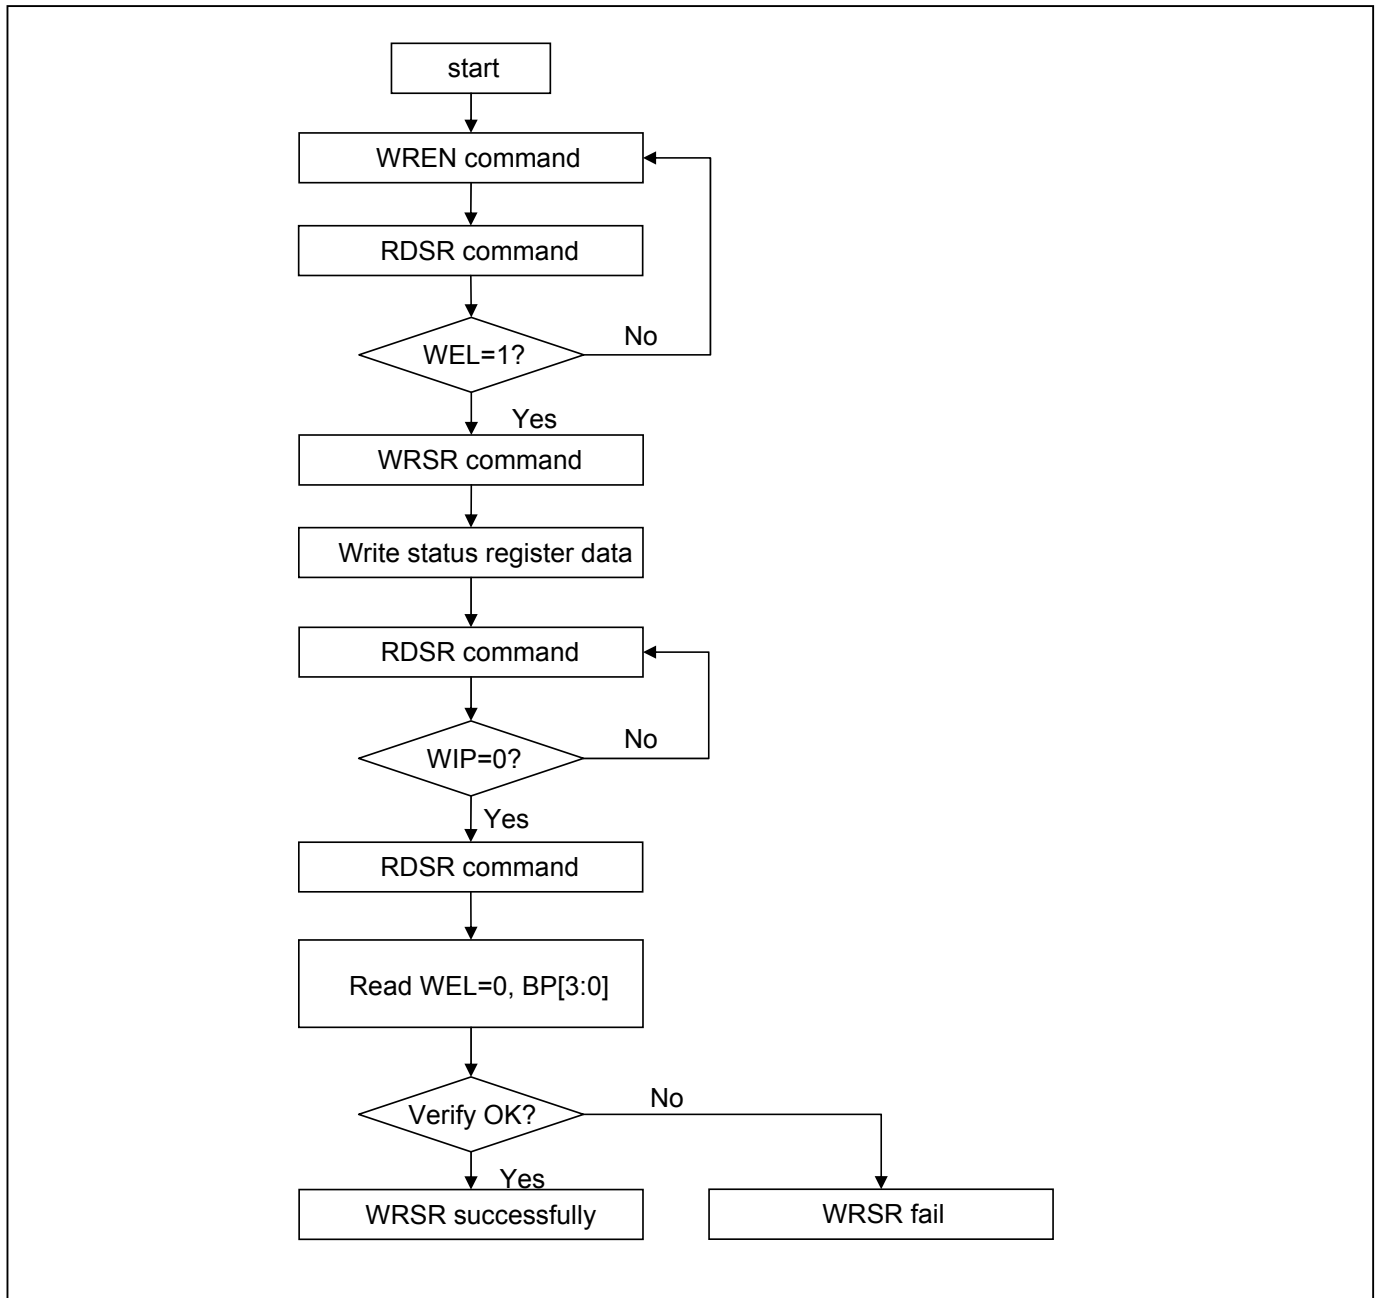 start
WREN command
RDSR command
WEL=1?
No
Yes
WRSR command
Write status register data
RDSR command
WIP=0?
No
Yes
RDSR command
Read WEL=0, BP[3:0]
Verify OK?
No
Yes
WRSR successfully
WRSR fail